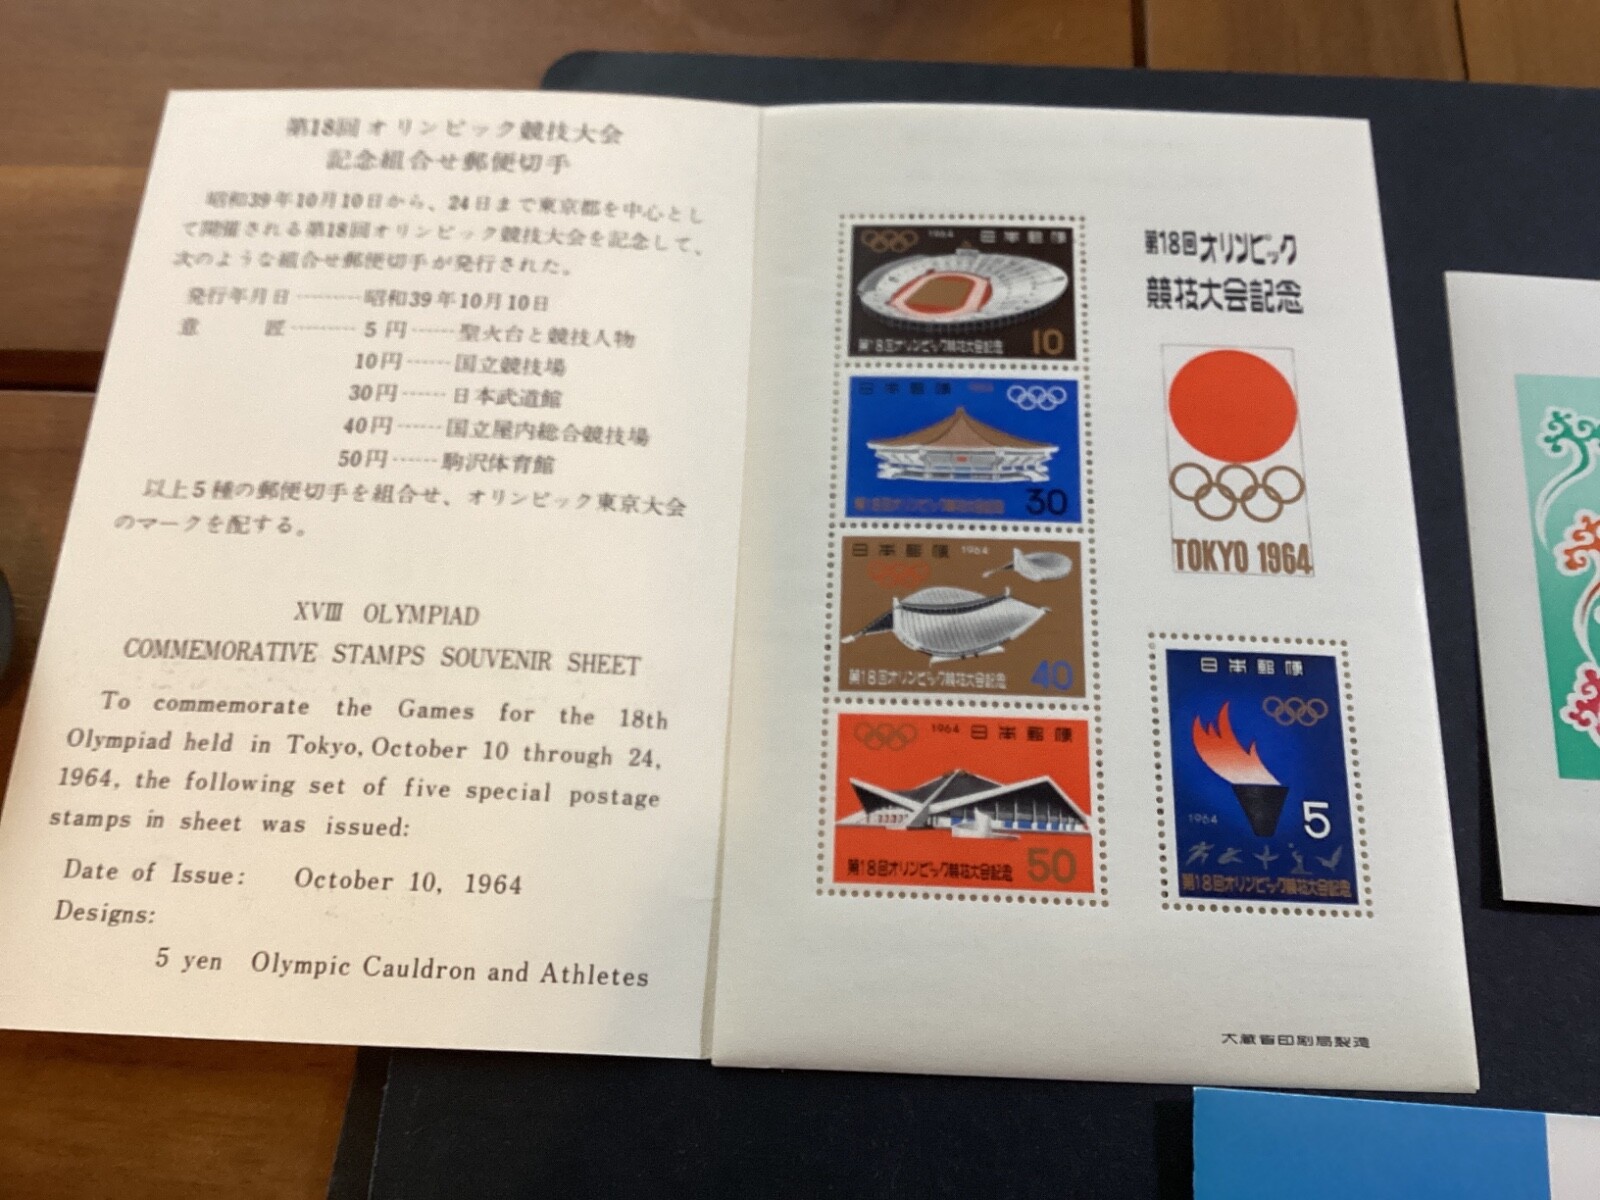 第18回オリンピック競技大会
記念組合せ郵便切手
昭和39年10月10日から、24日まで東京都を中心とし
て開催される第18回オリンピック競技大会を記念して、
次のような組合せ郵便切手が発行された。
発行年月日………昭和39年10月10日
意 匠………5円……聖火台と競技人物
10円……国立競技場
30円……日本武道館
40円……国立屋内総合競技場
50円……駒沢体育館
以上5種の郵便切手を組合せ、オリンピック東京大会
のマークを配する。
XVIII OLYMPIAD
COMMEMORATIVE STAMPS SOUVENIR SHEET
To commemorate the Games for the 18th
Olympiad held in Tokyo, October 10 through 24,
1964, the following set of five special postage
stamps in sheet was issued:
Date of Issue: October 10, 1964
Designs:
5 yen Olympic Cauldron and Athletes
1964 日本郵便
第18回オリンピック競技大会記念 10
日本郵便 1964
第18回オリンピック競技大会記念 30
日本郵便 1964
第18回オリンピック競技大会記念 40
1964 日本郵便
第18回オリンピック競技大会記念 50
第18回オリンピック
競技大会記念
TOKYO 1964
日本郵便
1964 5
第18回オリンピック競技大会記念
大蔵省印刷局製造